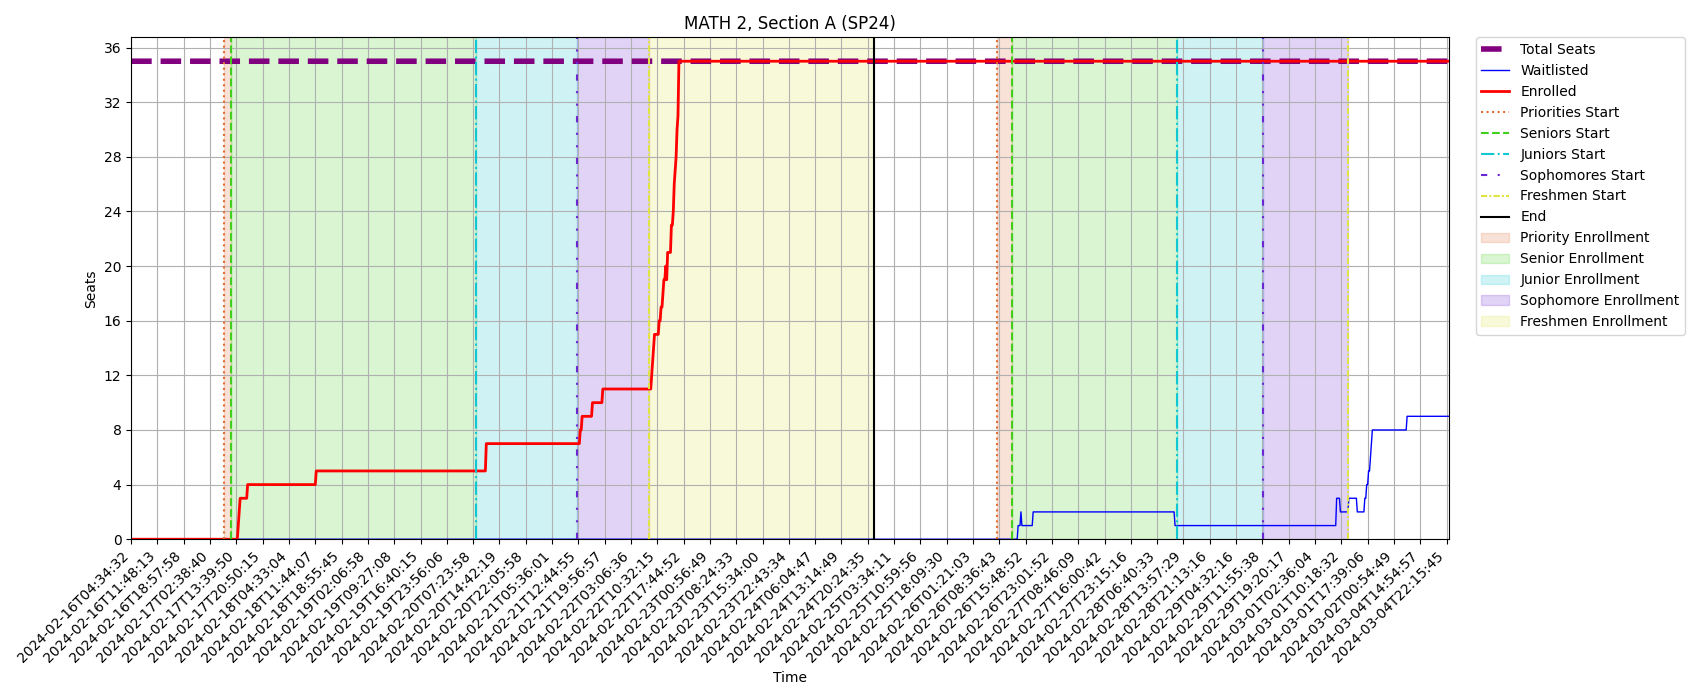 MATH 2, Section A (SP24)
36
32
28
24
20
16
12
8
4
0
Seats
2024-02-16T04:34:32
2024-02-16T11:48:13
2024-02-16T18:57:58
2024-02-17T02:38:40
2024-02-17T13:39:50
2024-02-17T20:50:15
2024-02-18T04:33:04
2024-02-18T11:44:07
2024-02-18T18:55:45
2024-02-19T02:06:58
2024-02-19T09:27:08
2024-02-19T16:40:15
2024-02-19T23:56:06
2024-02-20T07:23:58
2024-02-20T14:42:19
2024-02-20T22:05:58
2024-02-21T05:36:01
2024-02-21T12:44:55
2024-02-21T19:56:57
2024-02-22T03:06:36
2024-02-22T10:32:15
2024-02-22T17:44:52
2024-02-23T00:56:49
2024-02-23T08:24:33
2024-02-23T15:34:00
2024-02-23T22:43:34
2024-02-24T06:04:47
2024-02-24T13:14:49
2024-02-24T20:24:35
2024-02-25T03:34:11
2024-02-25T10:59:56
2024-02-25T18:09:30
2024-02-26T01:21:03
2024-02-26T08:36:43
2024-02-26T15:48:52
2024-02-26T23:01:52
2024-02-27T08:46:09
2024-02-27T16:00:42
2024-02-27T23:15:16
2024-02-28T06:40:33
2024-02-28T13:57:29
2024-02-28T21:13:16
2024-02-29T04:32:16
2024-02-29T11:55:38
2024-02-29T19:20:17
2024-03-01T02:36:04
2024-03-01T10:18:32
2024-03-01T17:39:06
2024-03-02T00:54:49
2024-03-04T14:54:57
2024-03-04T22:15:45
Time
Total Seats
Waitlisted
Enrolled
Priorities Start
Seniors Start
Juniors Start
Sophomores Start
Freshmen Start
End
Priority Enrollment
Senior Enrollment
Junior Enrollment
Sophomore Enrollment
Freshmen Enrollment